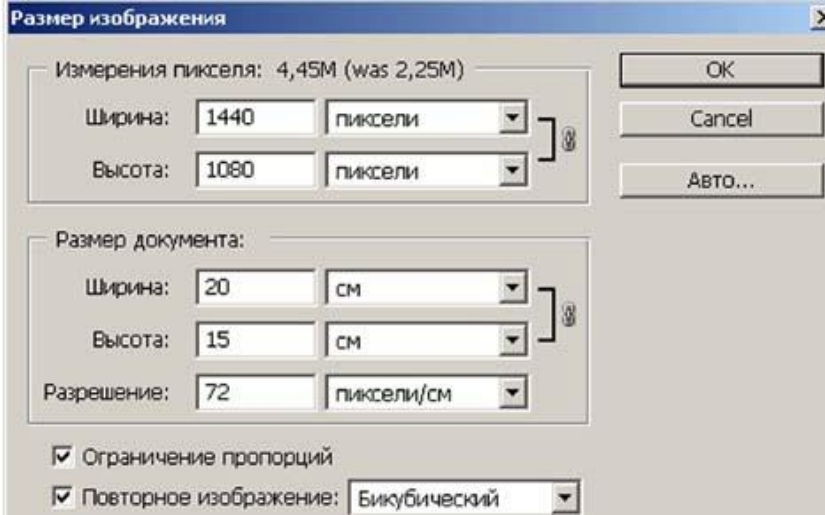 Размер изображения
Измерения пикселя: 4,45M (was 2,25M)
Ширина: 1440 пиксели
Высота: 1080 пиксели
OK
Cancel
Авто...
Размер документа:
Ширина: 20 см
Высота: 15 см
Разрешение: 72 пиксели/см
Ограничение пропорций
Повторное изображение: Бикубический